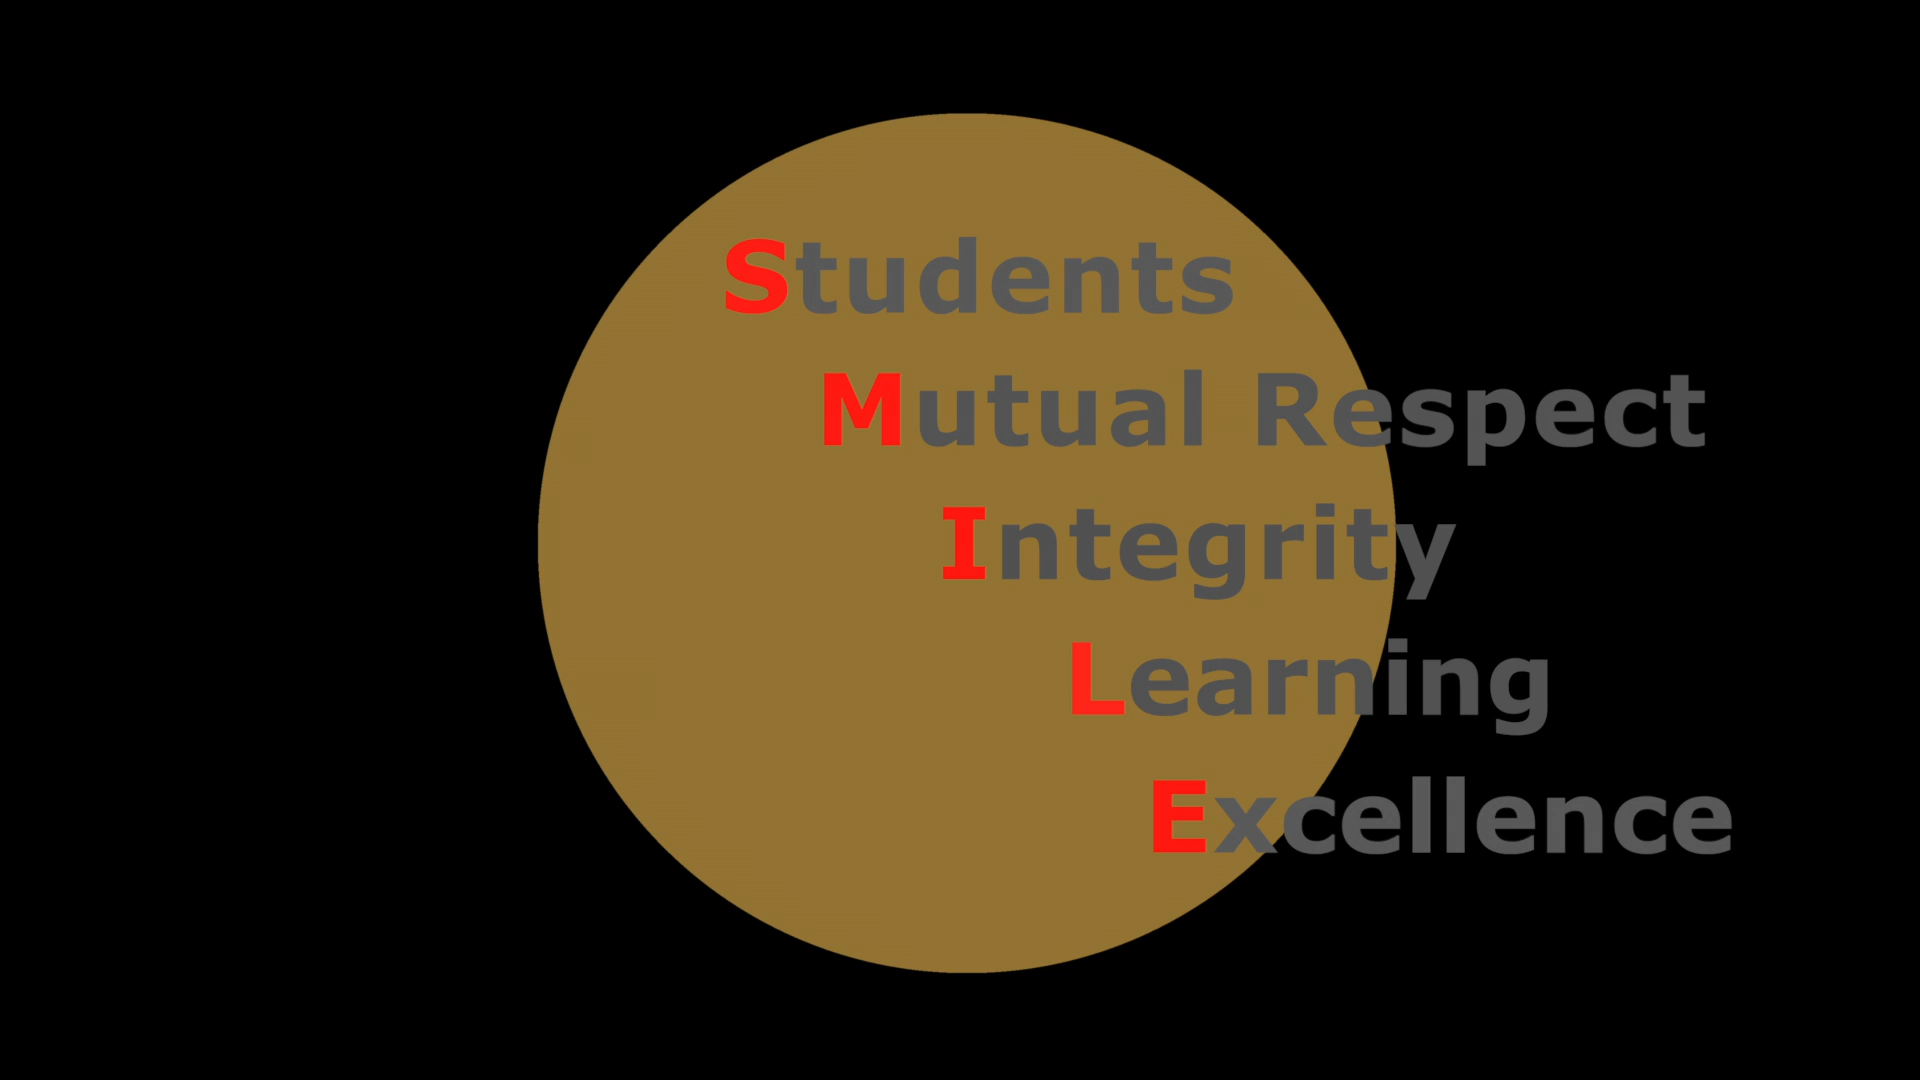 Students
Mutual Respect
Integrity
Learning
Excellence